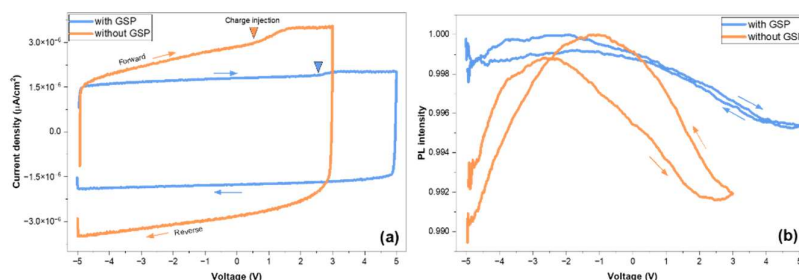 with GSP
without GSP
Charge injection
Forward
Reverse
3.0×10⁻⁶
1.5×10⁻⁶
0.0
−1.5×10⁻⁶
−3.0×10⁻⁶
Current density (μA/cm²)
−5 −4 −3 −2 −1 0 1 2 3 4 5 6
Voltage (V)
(a)
with GSP
without GSP
1.000
0.998
0.996
0.994
0.992
0.990
PL intensity
−5 −4 −3 −2 −1 0 1 2 3 4 5
Voltage (V)
(b)